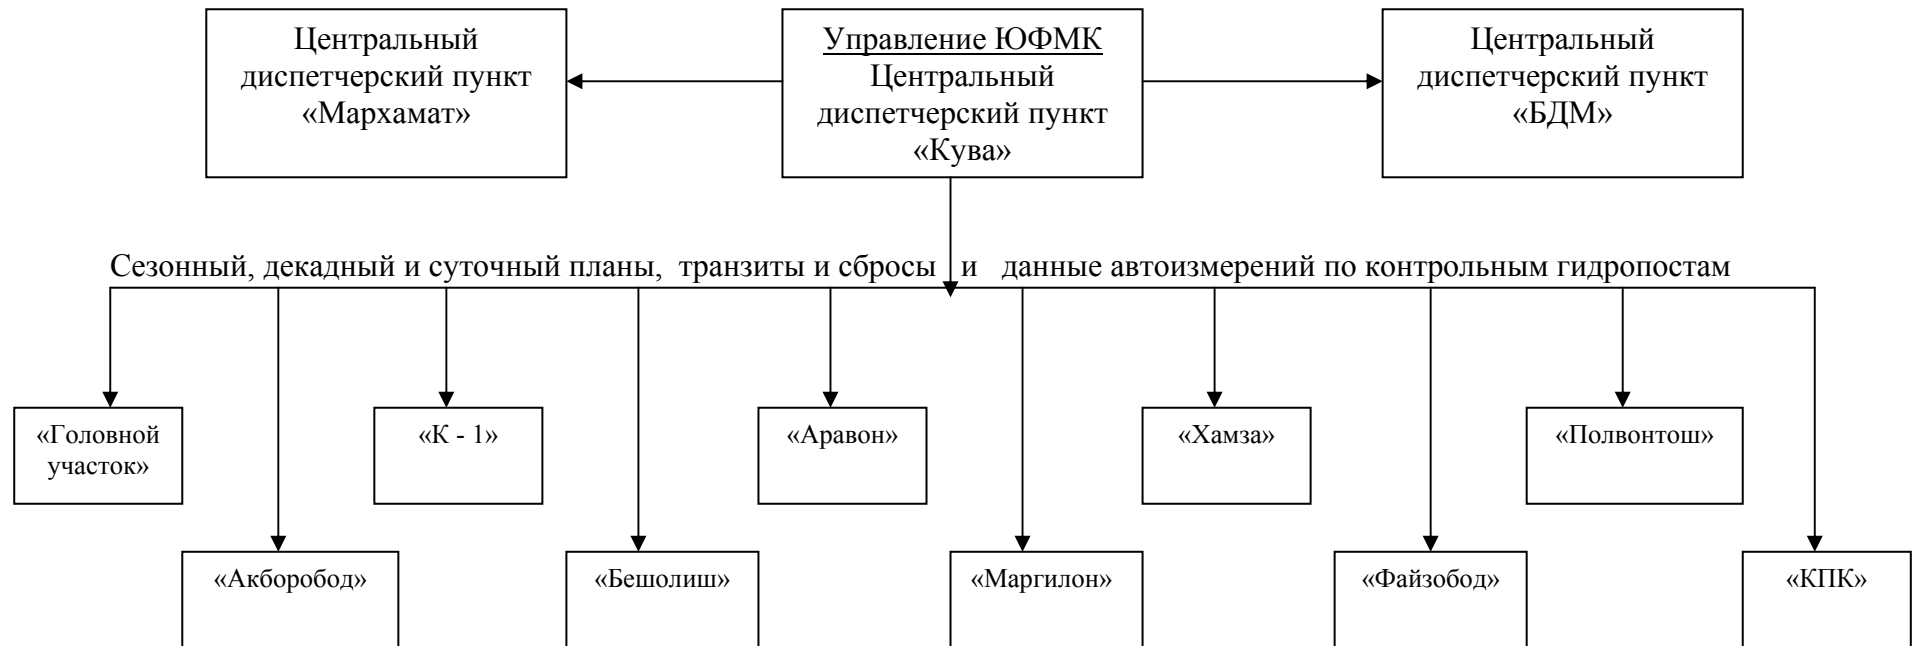 Центральный
диспетчерский пункт
«Мархамат»
Управление ЮФМК
Центральный
диспетчерский пункт
«Кува»
Центральный
диспетчерский пункт
«БДМ»
Сезонный, декадный и суточный планы, транзиты и сбросы и данные автоизмерений по контрольным гидропостам
«Головной
участок»
«К - 1»
«Аравон»
«Хамза»
«Полвонтош»
«Акборобод»
«Бешолиш»
«Маргилон»
«Файзобод»
«КПК»